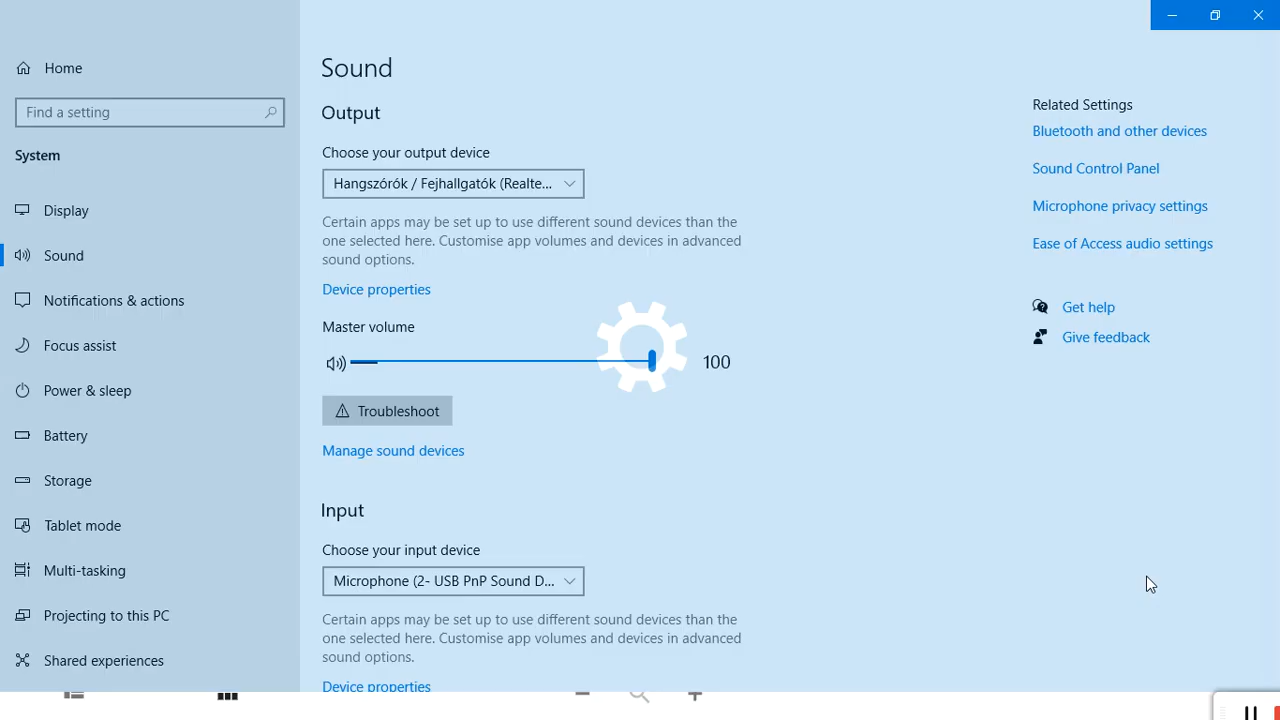 Home
Find a setting
System
Display
Sound
Notifications & actions
Focus assist
Power & sleep
Battery
Storage
Tablet mode
Multi-tasking
Projecting to this PC
Shared experiences
Sound
Output
Choose your output device
Hangszórók / Fejhallgatók (Realte...
Certain apps may be set up to use different sound devices than the
one selected here. Customise app volumes and devices in advanced
sound options.
Device properties
Master volume
100
Troubleshoot
Manage sound devices
Input
Choose your input device
Microphone (2- USB PnP Sound D...
Certain apps may be set up to use different sound devices than the
one selected here. Customise app volumes and devices in advanced
sound options.
Device properties
Related Settings
Bluetooth and other devices
Sound Control Panel
Microphone privacy settings
Ease of Access audio settings
Get help
Give feedback